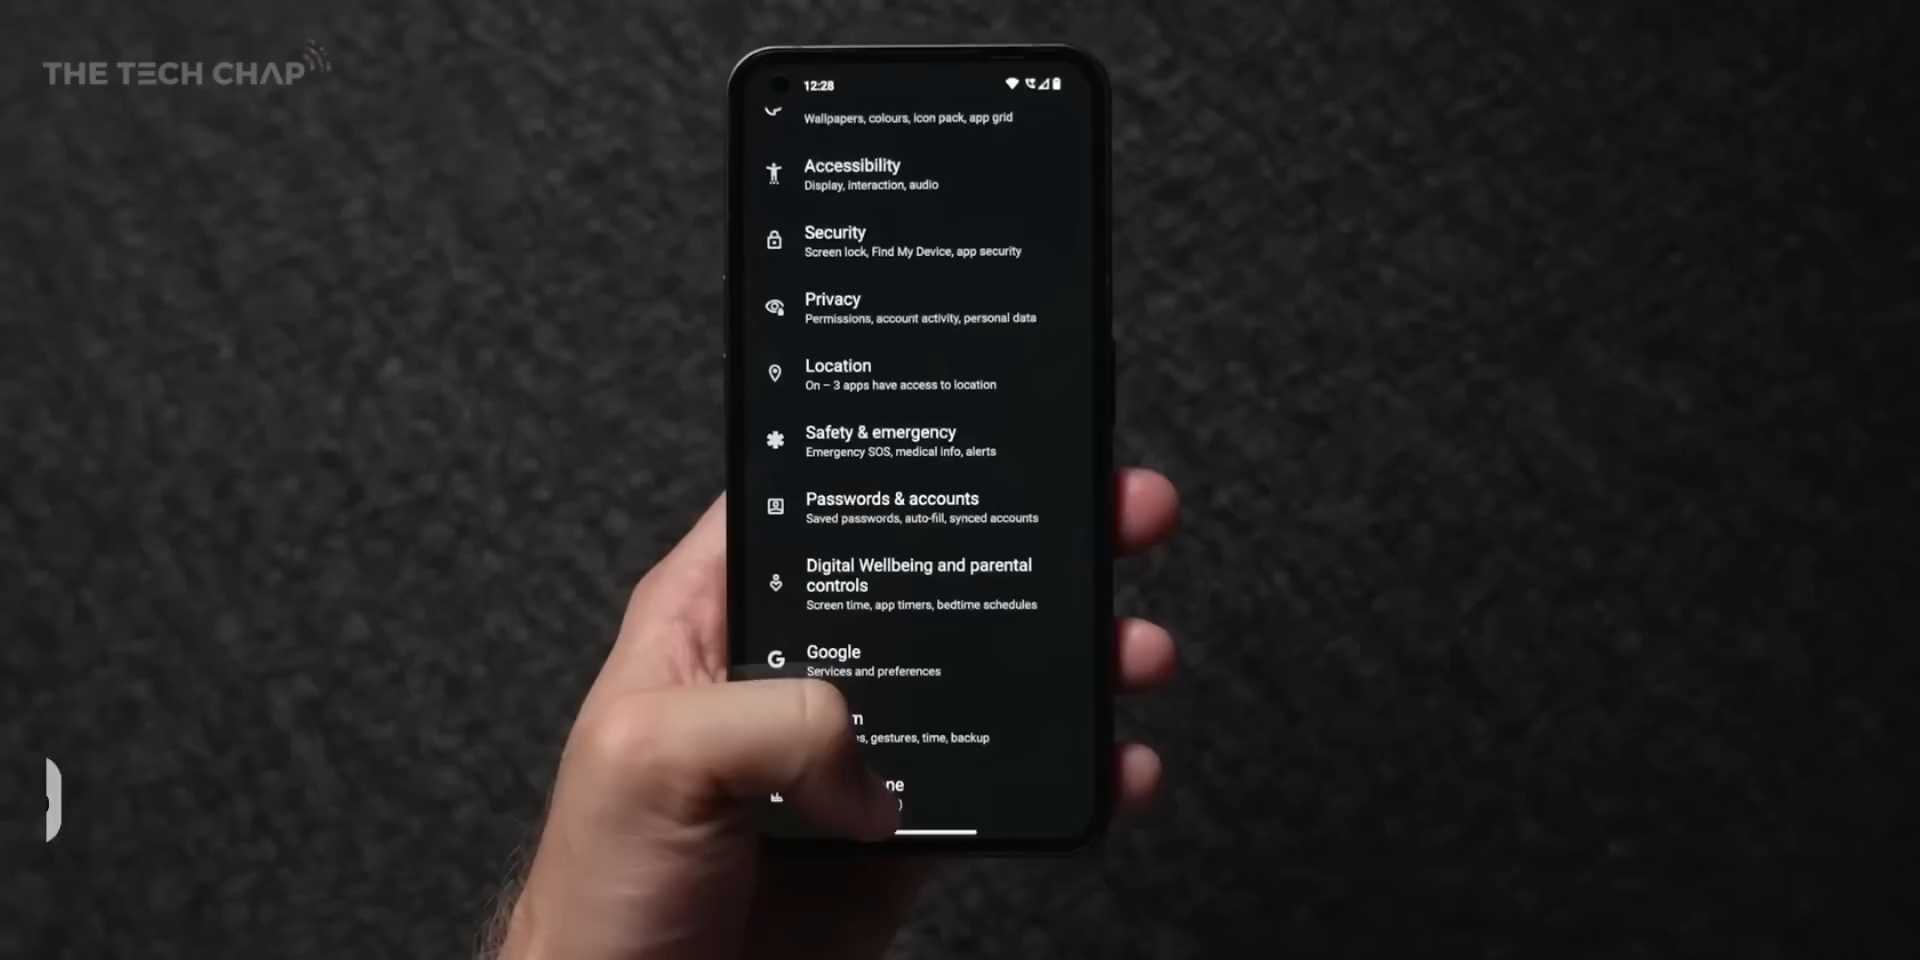 THE TECH CHAP
12:28
Wallpapers, colours, icon pack, app grid
Accessibility
Display, interaction, audio
Security
Screen lock, Find My Device, app security
Privacy
Permissions, account activity, personal data
Location
On – 3 apps have access to location
Safety & emergency
Emergency SOS, medical info, alerts
Passwords & accounts
Saved passwords, auto-fill, synced accounts
Digital Wellbeing and parental
controls
Screen time, app timers, bedtime schedules
Google
Services and preferences
gestures, time, backup